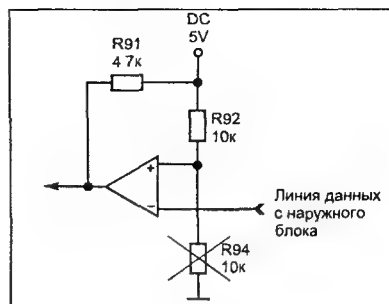 DC
5V
R91
4 7к
R92
10к
+
−
Линия данных
с наружного
блока
R94
10к